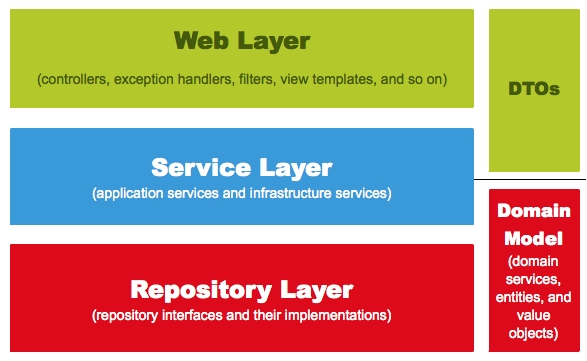 Web Layer
(controllers, exception handlers, filters, view templates, and so on)
DTOs
Service Layer
(application services and infrastructure services)
Repository Layer
(repository interfaces and their implementations)
Domain
Model
(domain
services,
entities, and
value
objects)